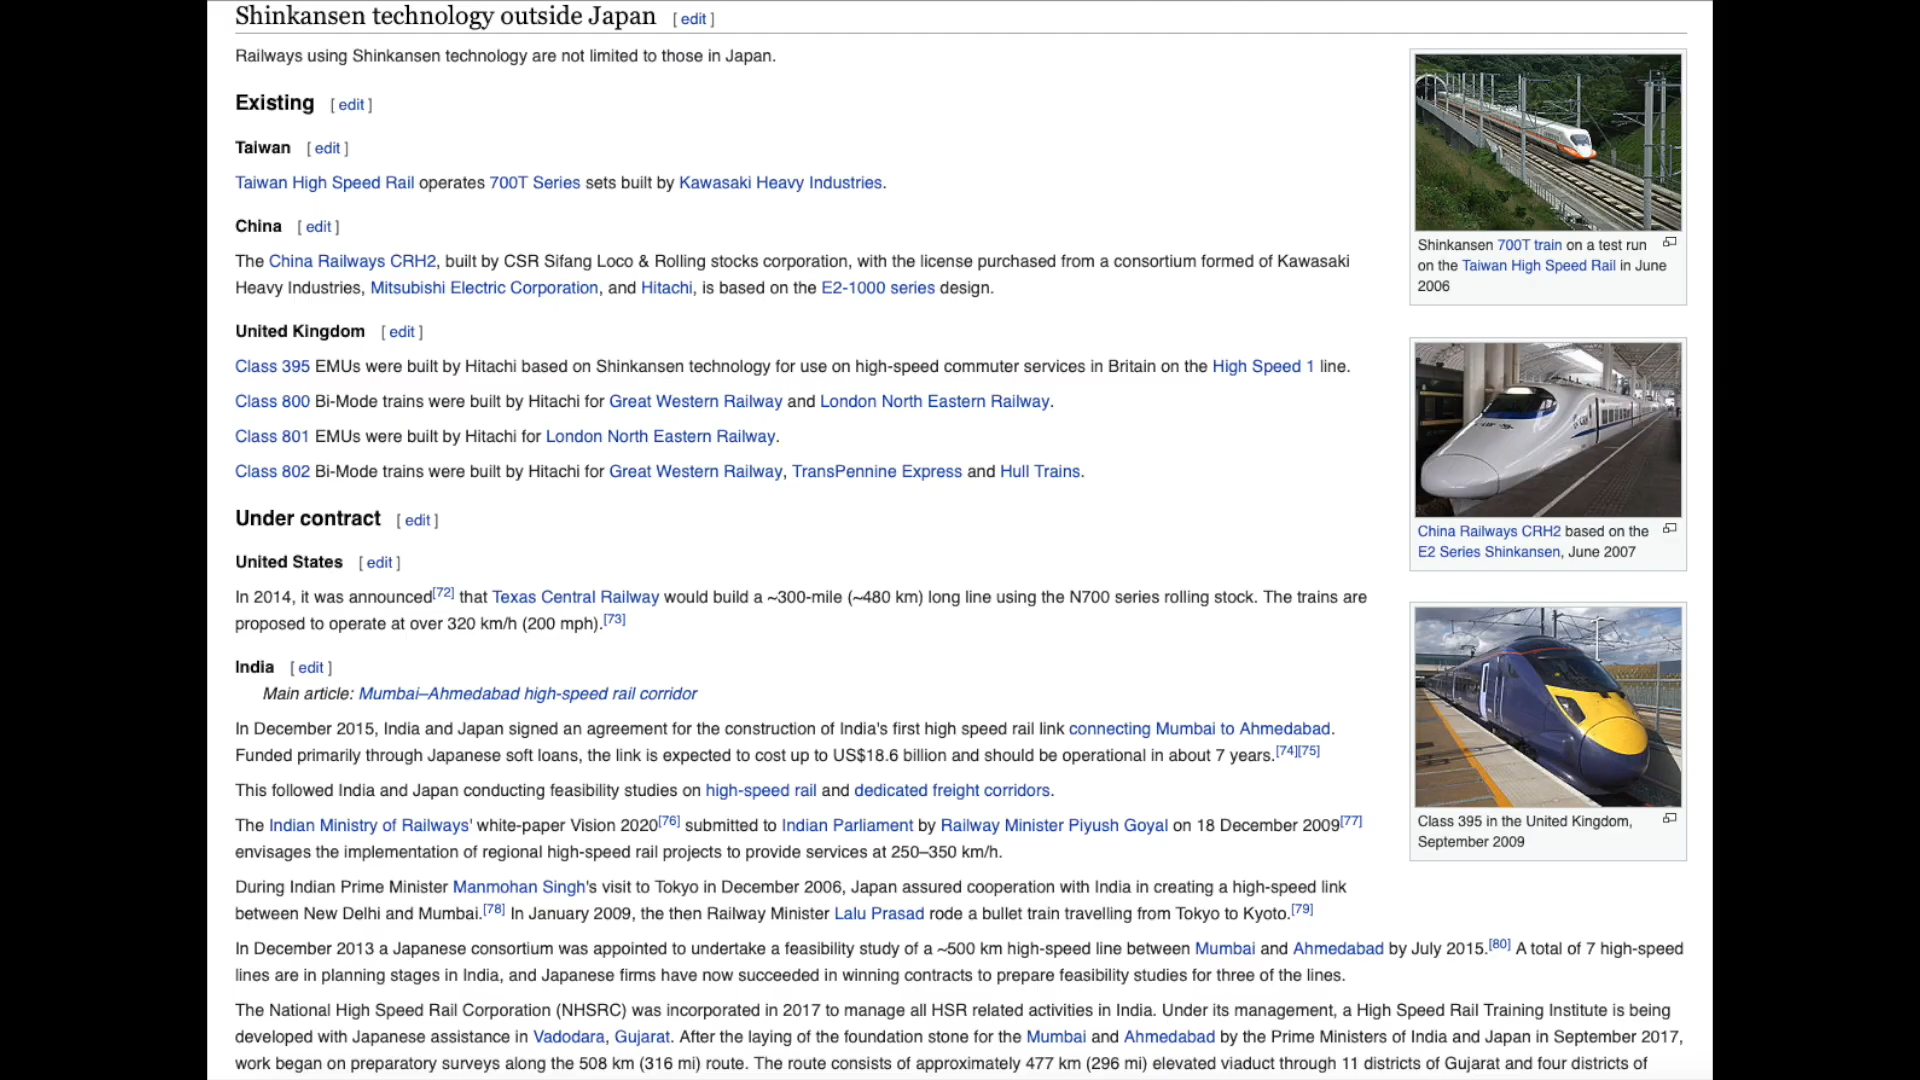 Shinkansen technology outside Japan [ edit ]
Railways using Shinkansen technology are not limited to those in Japan.
Existing [ edit ]
Taiwan [ edit ]
Taiwan High Speed Rail operates 700T Series sets built by Kawasaki Heavy Industries.
China [ edit ]
The China Railways CRH2, built by CSR Sifang Loco & Rolling stocks corporation, with the license purchased from a consortium formed of Kawasaki
Heavy Industries, Mitsubishi Electric Corporation, and Hitachi, is based on the E2-1000 series design.
United Kingdom [ edit ]
Class 395 EMUs were built by Hitachi based on Shinkansen technology for use on high-speed commuter services in Britain on the High Speed 1 line.
Class 800 Bi-Mode trains were built by Hitachi for Great Western Railway and London North Eastern Railway.
Class 801 EMUs were built by Hitachi for London North Eastern Railway.
Class 802 Bi-Mode trains were built by Hitachi for Great Western Railway, TransPennine Express and Hull Trains.
Under contract [ edit ]
United States [ edit ]
In 2014, it was announced[72] that Texas Central Railway would build a ~300-mile (~480 km) long line using the N700 series rolling stock. The trains are
proposed to operate at over 320 km/h (200 mph).[73]
India [ edit ]
Main article: Mumbai–Ahmedabad high-speed rail corridor
In December 2015, India and Japan signed an agreement for the construction of India's first high speed rail link connecting Mumbai to Ahmedabad.
Funded primarily through Japanese soft loans, the link is expected to cost up to US$18.6 billion and should be operational in about 7 years.[74][75]
This followed India and Japan conducting feasibility studies on high-speed rail and dedicated freight corridors.
The Indian Ministry of Railways' white-paper Vision 2020[76] submitted to Indian Parliament by Railway Minister Piyush Goyal on 18 December 2009[77]
envisages the implementation of regional high-speed rail projects to provide services at 250–350 km/h.
During Indian Prime Minister Manmohan Singh's visit to Tokyo in December 2006, Japan assured cooperation with India in creating a high-speed link
between New Delhi and Mumbai.[78] In January 2009, the then Railway Minister Lalu Prasad rode a bullet train travelling from Tokyo to Kyoto.[79]
In December 2013 a Japanese consortium was appointed to undertake a feasibility study of a ~500 km high-speed line between Mumbai and Ahmedabad by July 2015.[80] A total of 7 high-speed
lines are in planning stages in India, and Japanese firms have now succeeded in winning contracts to prepare feasibility studies for three of the lines.
The National High Speed Rail Corporation (NHSRC) was incorporated in 2017 to manage all HSR related activities in India. Under its management, a High Speed Rail Training Institute is being
developed with Japanese assistance in Vadodara, Gujarat. After the laying of the foundation stone for the Mumbai and Ahmedabad by the Prime Ministers of India and Japan in September 2017,
work began on preparatory surveys along the 508 km (316 mi) route. The route consists of approximately 477 km (296 mi) elevated viaduct through 11 districts of Gujarat and four districts of
Shinkansen 700T train on a test run
on the Taiwan High Speed Rail in June
2006
China Railways CRH2 based on the
E2 Series Shinkansen, June 2007
Class 395 in the United Kingdom,
September 2009